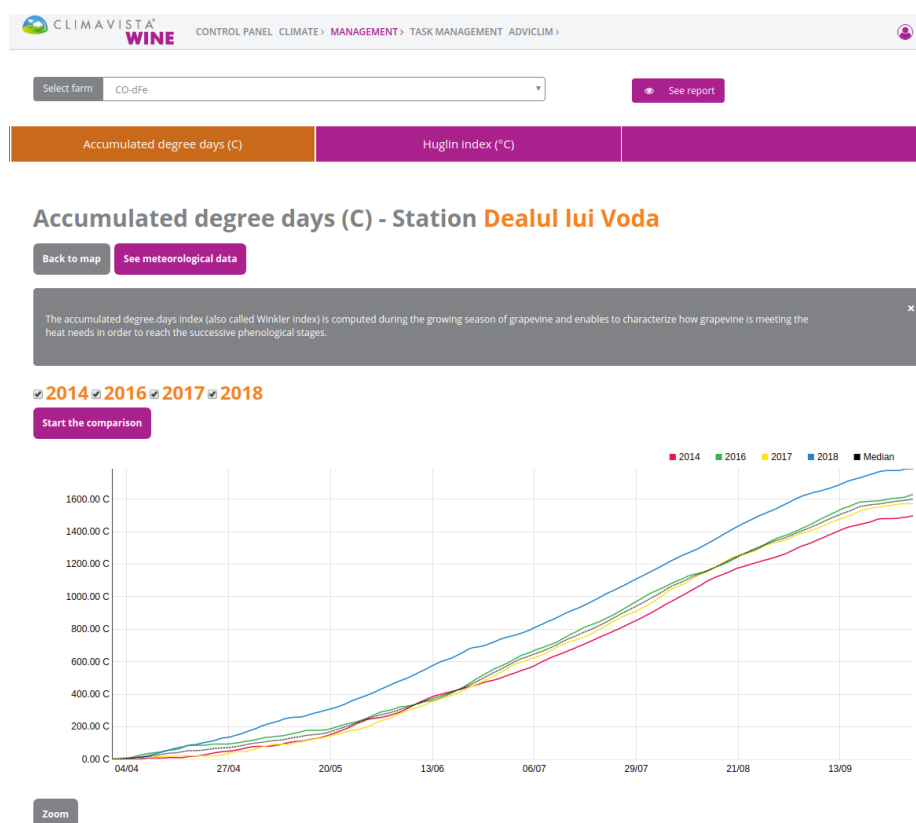 CLIMAVISTA
WINE
CONTROL PANEL CLIMATE > MANAGEMENT > TASK MANAGEMENT ADVICLIM >
Select farm CO-dFe
See report
Accumulated degree days (C)
Huglin index (°C)
Accumulated degree days (C) - Station Dealul lui Voda
Back to map
See meteorological data
×
The accumulated degree.days index (also called Winkler index) is computed during the growing season of grapevine and enables to characterize how grapevine is meeting the
heat needs in order to reach the successive phenological stages.
2014 2016 2017 2018
Start the comparison
2014 2016 2017 2018 Median
1600.00 C
1400.00 C
1200.00 C
1000.00 C
800.00 C
600.00 C
400.00 C
200.00 C
0.00 C
04/04 27/04 20/05 13/06 06/07 29/07 21/08 13/09
Zoom